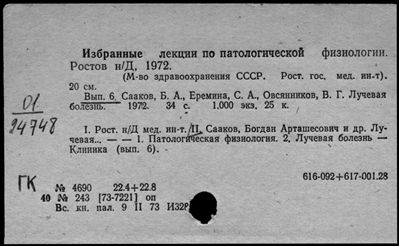 Избранные лекции по патологической физиологии.
Ростов н/Д, 1972.
(М-во здравоохранения СССР. Рост. гос. мед. ин-т).
20 см.
Вып. 6. Сааков, Б. А., Еремина, С. А., Овсянников, В. Г. Лучевая
болезнь. 1972. 34 с. 1.000 экз. 25 к.
01
24748
I. Рост. н/Д мед. ин-т. II. Сааков, Богдан Арташесович и др. Лу-
чевая... — — 1. Патологическая физиология. 2. Лучевая болезнь —
Клиника (вып. 6).
616-092+617-001.28
ГК
№ 4690 22.4+22.8
40 № 243 [73-7221] оп
Вс. кн. пал. 9 II 73 И328